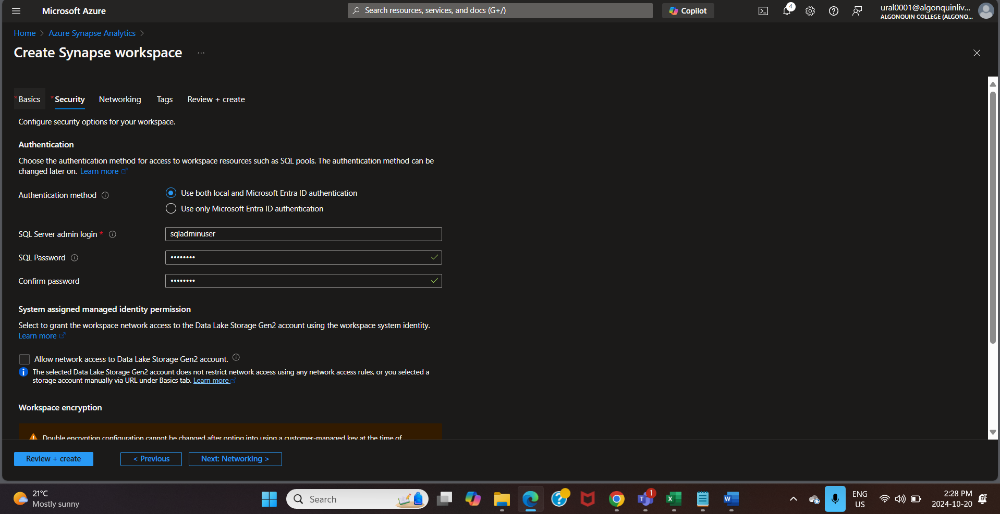 Microsoft Azure
Search resources, services, and docs (G+/)
Copilot
4
ural0001@algonquinliv...
ALGONQUIN COLLEGE (ALGONQ...
Home > Azure Synapse Analytics >
Create Synapse workspace ...
* Basics
* Security
Networking
Tags
Review + create
Configure security options for your workspace.
Authentication
Choose the authentication method for access to workspace resources such as SQL pools. The authentication method can be
changed later on. Learn more
Authentication method
Use both local and Microsoft Entra ID authentication
Use only Microsoft Entra ID authentication
SQL Server admin login *
sqladminuser
SQL Password
••••••••
Confirm password
••••••••
System assigned managed identity permission
Select to grant the workspace network access to the Data Lake Storage Gen2 account using the workspace system identity.
Learn more
Allow network access to Data Lake Storage Gen2 account.
The selected Data Lake Storage Gen2 account does not restrict network access using any network access rules, or you selected a
storage account manually via URL under Basics tab. Learn more
Workspace encryption
Double encryption configuration cannot be changed after opting into using a customer-managed key at the time of
Review + create
< Previous
Next: Networking >
21°C
Mostly sunny
Search
1
ENG
US
2:28 PM
2024-10-20